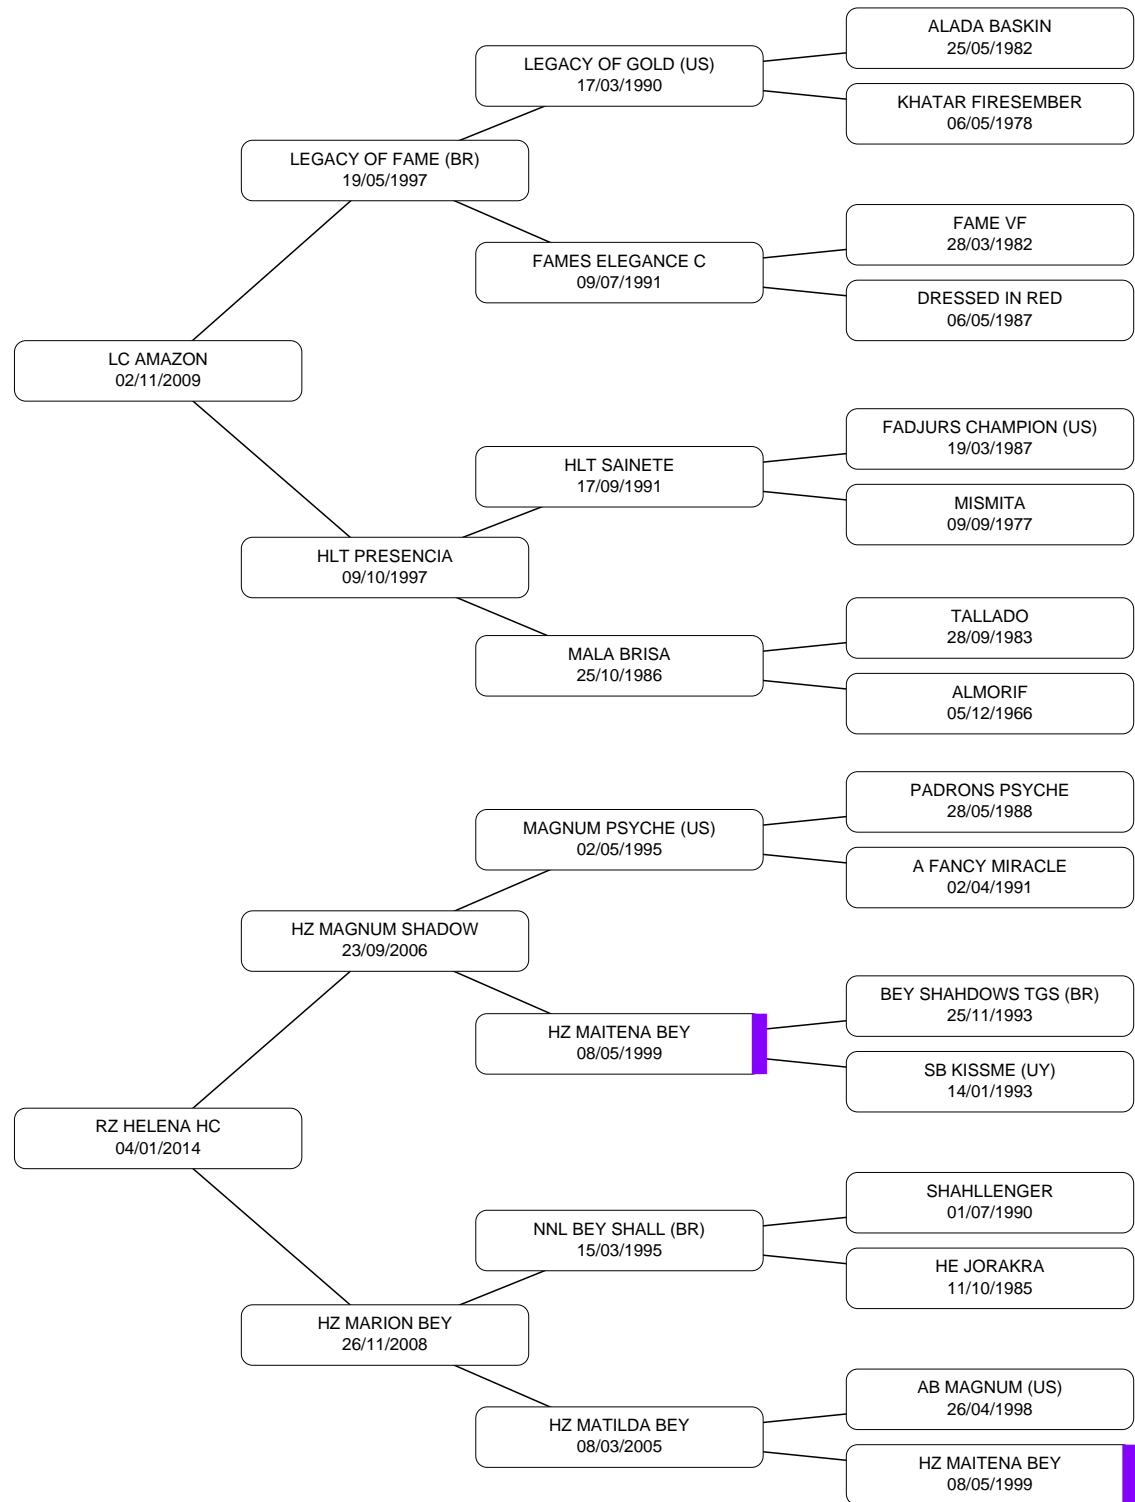 ALADA BASKIN
25/05/1982
LEGACY OF GOLD (US)
17/03/1990
KHATAR FIRESEMBER
06/05/1978
LEGACY OF FAME (BR)
19/05/1997
FAME VF
28/03/1982
FAMES ELEGANCE C
09/07/1991
DRESSED IN RED
06/05/1987
LC AMAZON
02/11/2009
FADJURS CHAMPION (US)
19/03/1987
HLT SAINETE
17/09/1991
MISMITA
09/09/1977
HLT PRESENCIA
09/10/1997
TALLADO
28/09/1983
MALA BRISA
25/10/1986
ALMORIF
05/12/1966
PADRONS PSYCHE
28/05/1988
MAGNUM PSYCHE (US)
02/05/1995
A FANCY MIRACLE
02/04/1991
HZ MAGNUM SHADOW
23/09/2006
BEY SHAHDOWS TGS (BR)
25/11/1993
HZ MAITENA BEY
08/05/1999
SB KISSME (UY)
14/01/1993
RZ HELENA HC
04/01/2014
SHAHLLENGER
01/07/1990
NNL BEY SHALL (BR)
15/03/1995
HE JORAKRA
11/10/1985
HZ MARION BEY
26/11/2008
AB MAGNUM (US)
26/04/1998
HZ MATILDA BEY
08/03/2005
HZ MAITENA BEY
08/05/1999